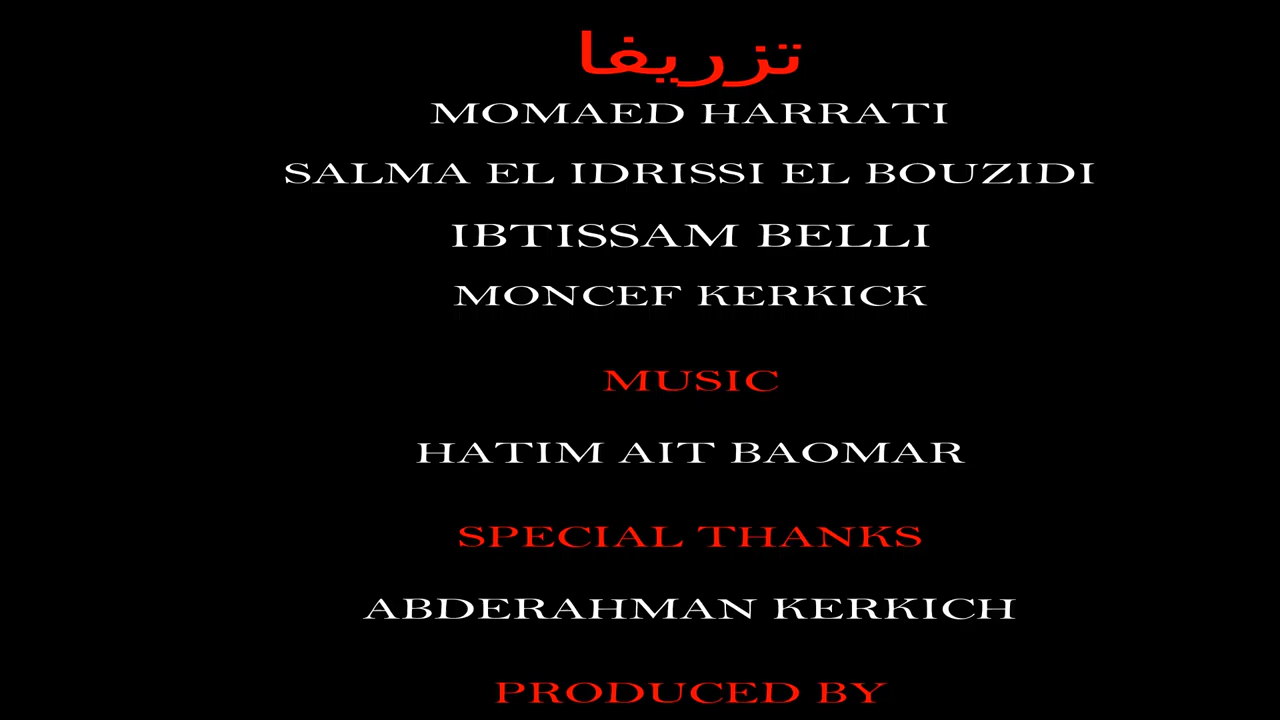 تزريفا
MOMAED HARRATI
SALMA EL IDRISSI EL BOUZIDI
IBTISSAM BELLI
MONCEF KERKICK
MUSIC
HATIM AIT BAOMAR
SPECIAL THANKS
ABDERAHMAN KERKICH
PRODUCED BY